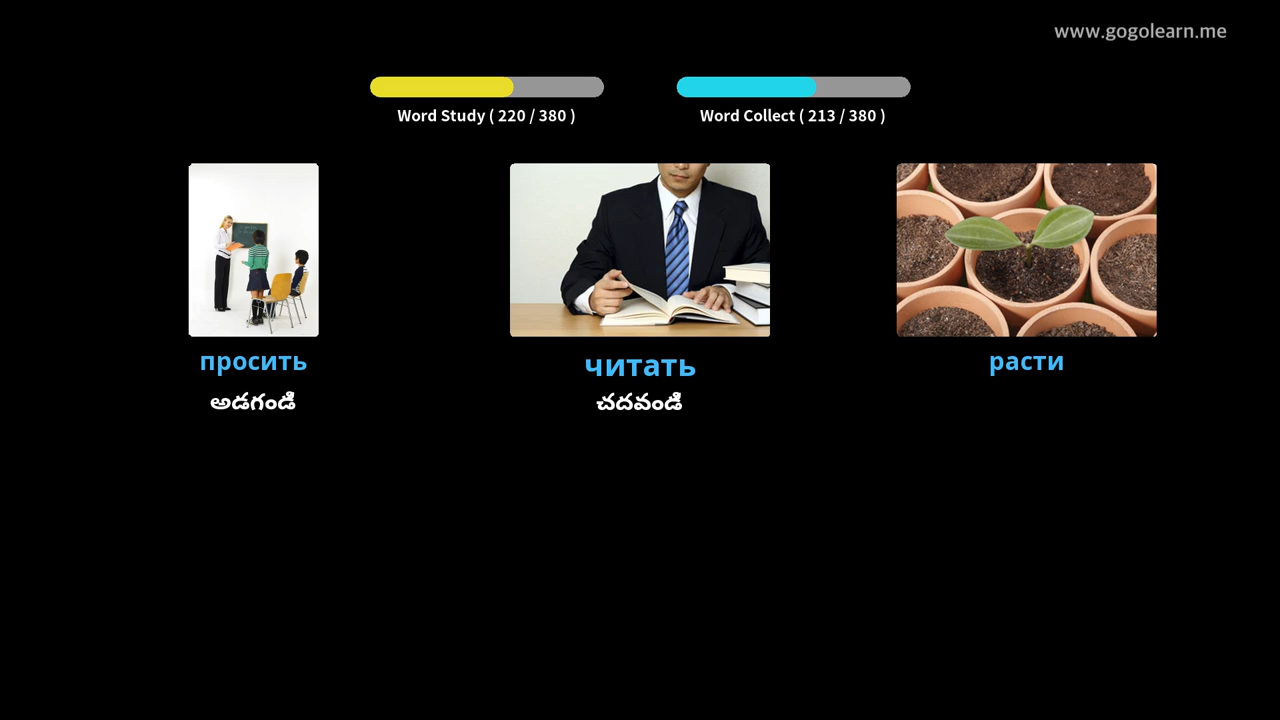 www.gogolearn.me
Word Study ( 220 / 380 )
Word Collect ( 213 / 380 )
просить
читать
расти
అడగండి
చదవండి